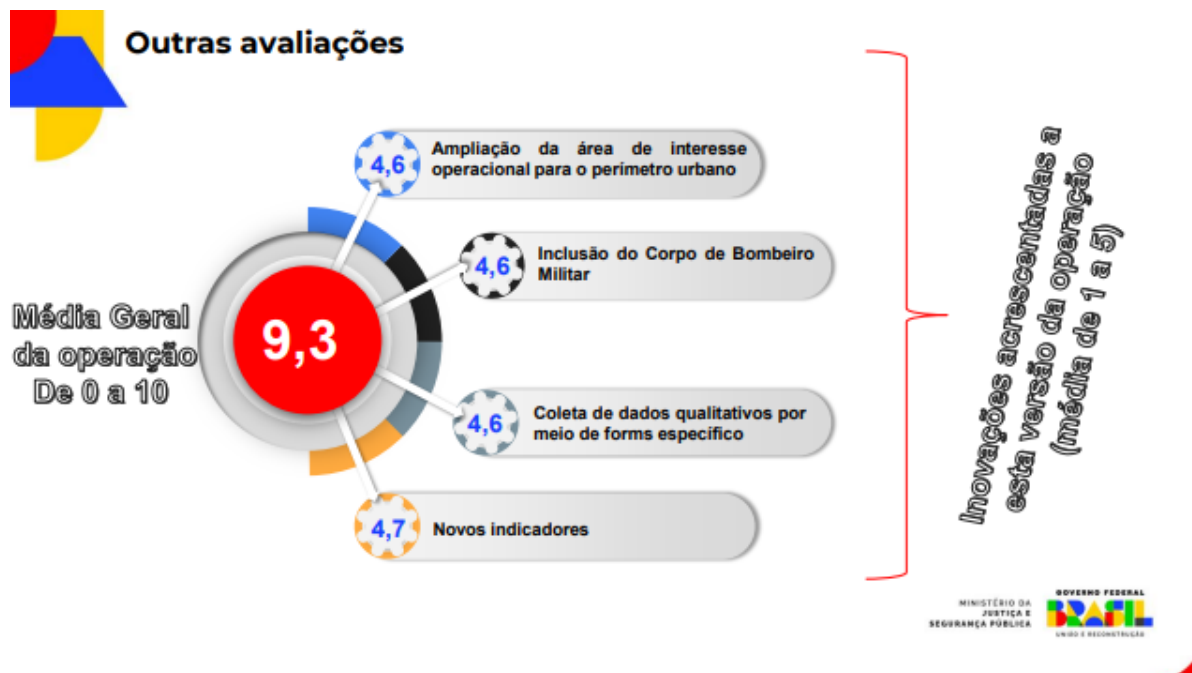 Outras avaliações
4,6
Ampliação da área de interesse
operacional para o perímetro urbano
4,6
Inclusão do Corpo de Bombeiro
Militar
Média Geral
da operação
De 0 a 10
9,3
4,6
Coleta de dados qualitativos por
meio de forms específico
4,7
Novos indicadores
Inovações acrescentadas a
esta versão da operação
(média de 1 a 5)
MINISTÉRIO DA
JUSTIÇA E
SEGURANÇA PÚBLICA
GOVERNO FEDERAL
BRASIL
UNIÃO E RECONSTRUÇÃO